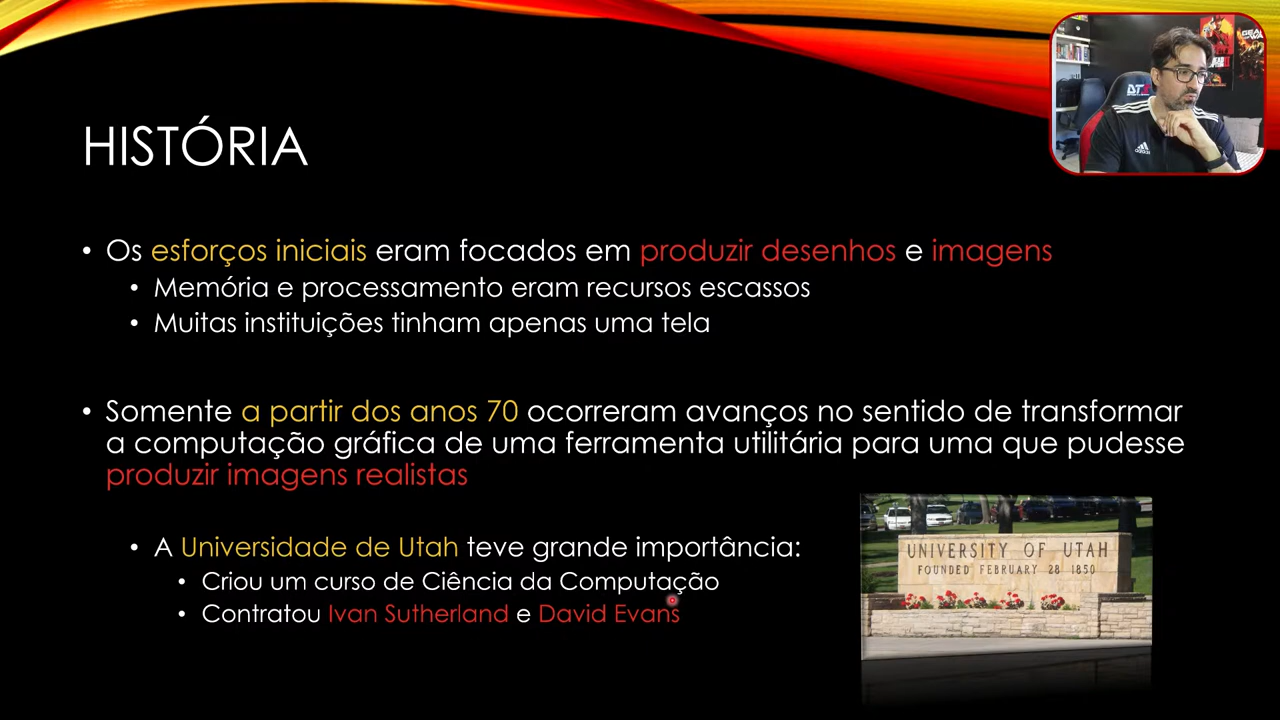 HISTÓRIA
• Os esforços iniciais eram focados em produzir desenhos e imagens
• Memória e processamento eram recursos escassos
• Muitas instituições tinham apenas uma tela
• Somente a partir dos anos 70 ocorreram avanços no sentido de transformar
a computação gráfica de uma ferramenta utilitária para uma que pudesse
produzir imagens realistas
• A Universidade de Utah teve grande importância:
• Criou um curso de Ciência da Computação
• Contratou Ivan Sutherland e David Evans
UNIVERSITY OF UTAH
FOUNDED FEBRUARY 28 1850
adidas